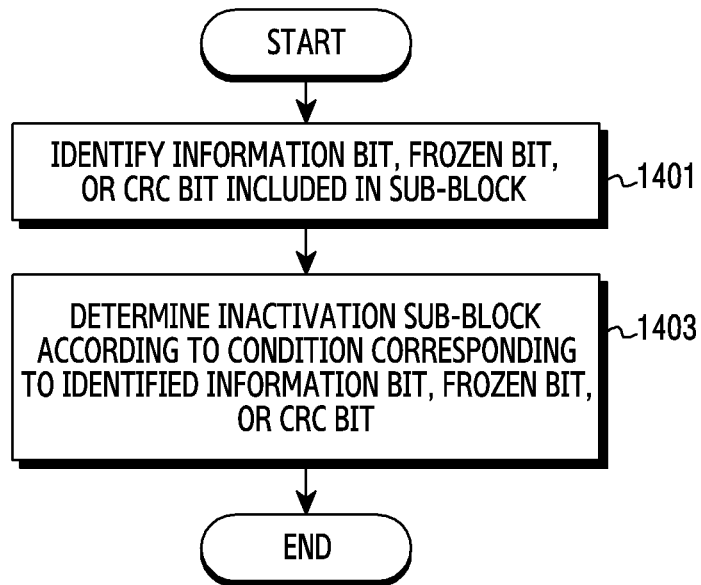 START
IDENTIFY INFORMATION BIT, FROZEN BIT,
OR CRC BIT INCLUDED IN SUB-BLOCK
1401
DETERMINE INACTIVATION SUB-BLOCK
ACCORDING TO CONDITION CORRESPONDING
TO IDENTIFIED INFORMATION BIT, FROZEN BIT,
OR CRC BIT
1403
END